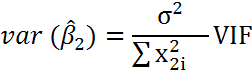 var (β̂₂) = σ² / ∑ x²₂ᵢ VIF